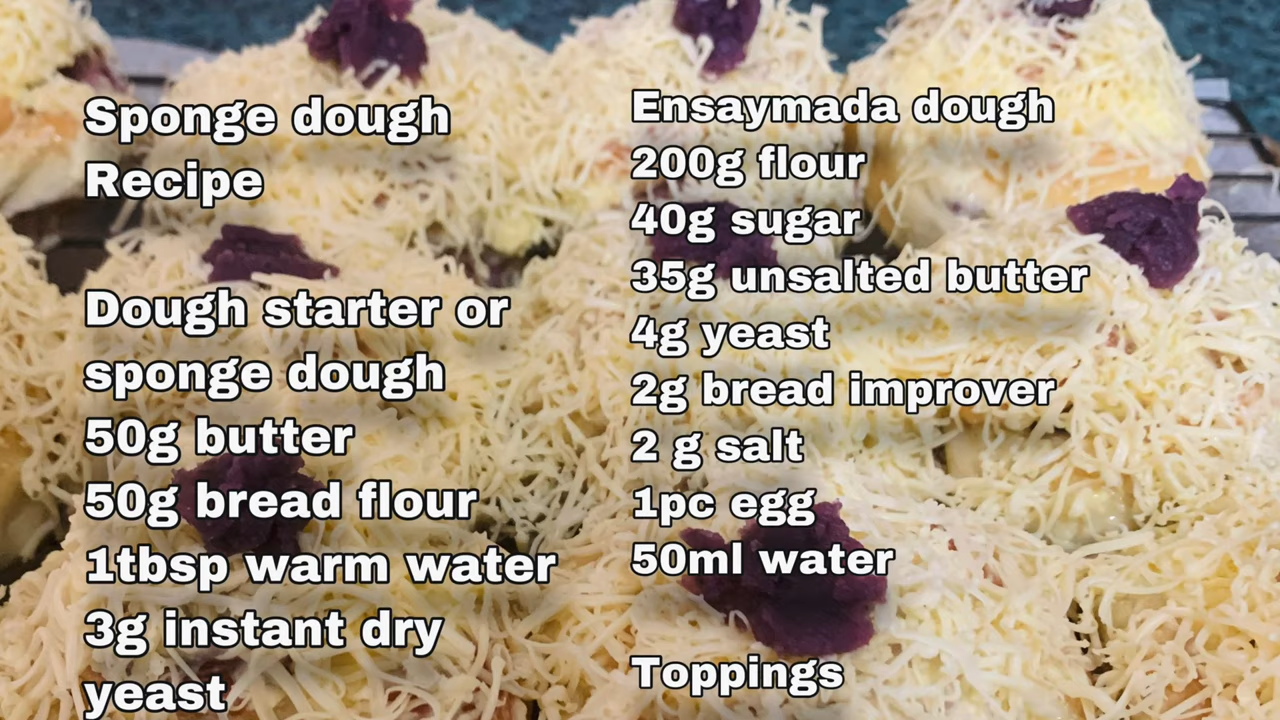 Sponge dough
Recipe
Dough starter or
sponge dough
50g butter
50g bread flour
1tbsp warm water
3g instant dry
yeast
Ensaymada dough
200g flour
40g sugar
35g unsalted butter
4g yeast
2g bread improver
2 g salt
1pc egg
50ml water
Toppings